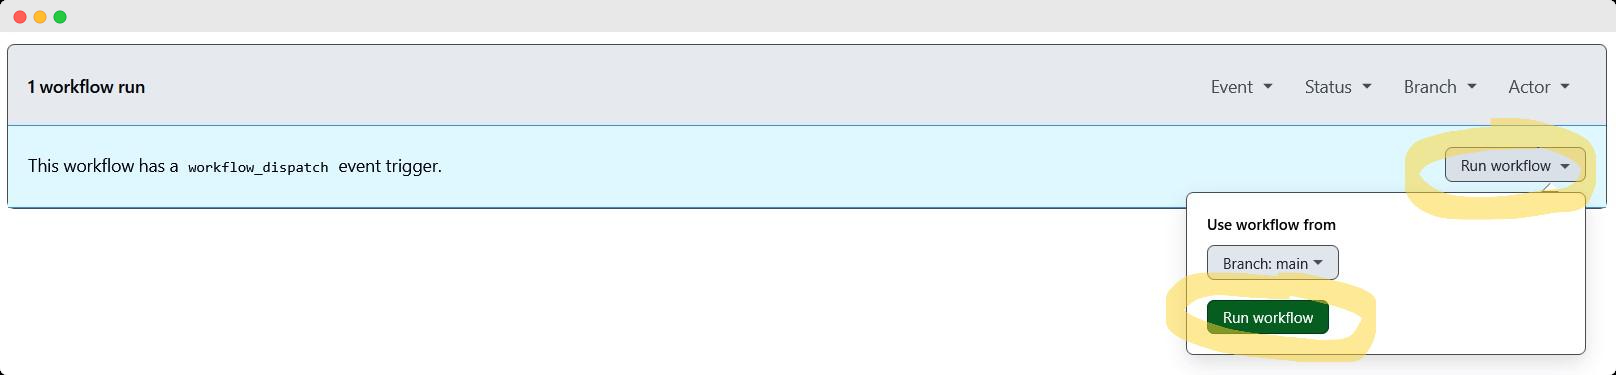 1 workflow run Event Status Branch Actor
This workflow has a workflow_dispatch event trigger. Run workflow
Use workflow from
Branch: main
Run workflow